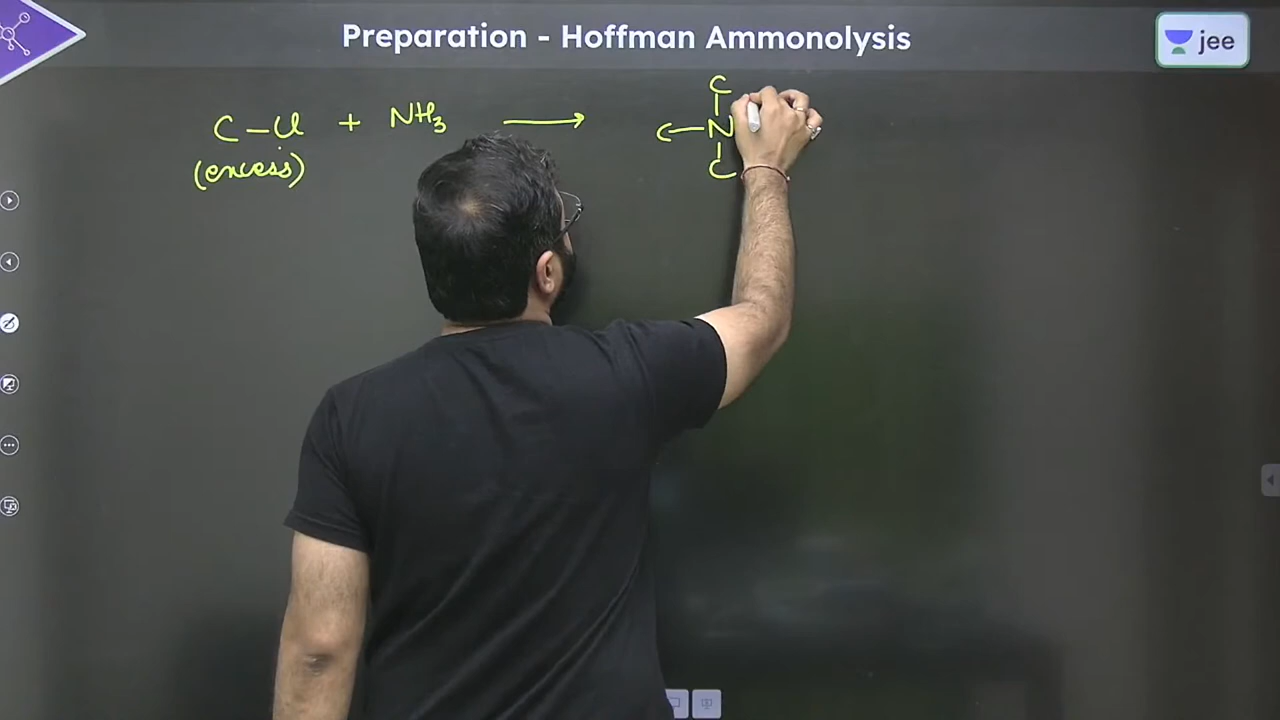 Preparation - Hoffman Ammonolysis
jee
C
C – Cl + NH₃ ⟶ C – N
(excess) C